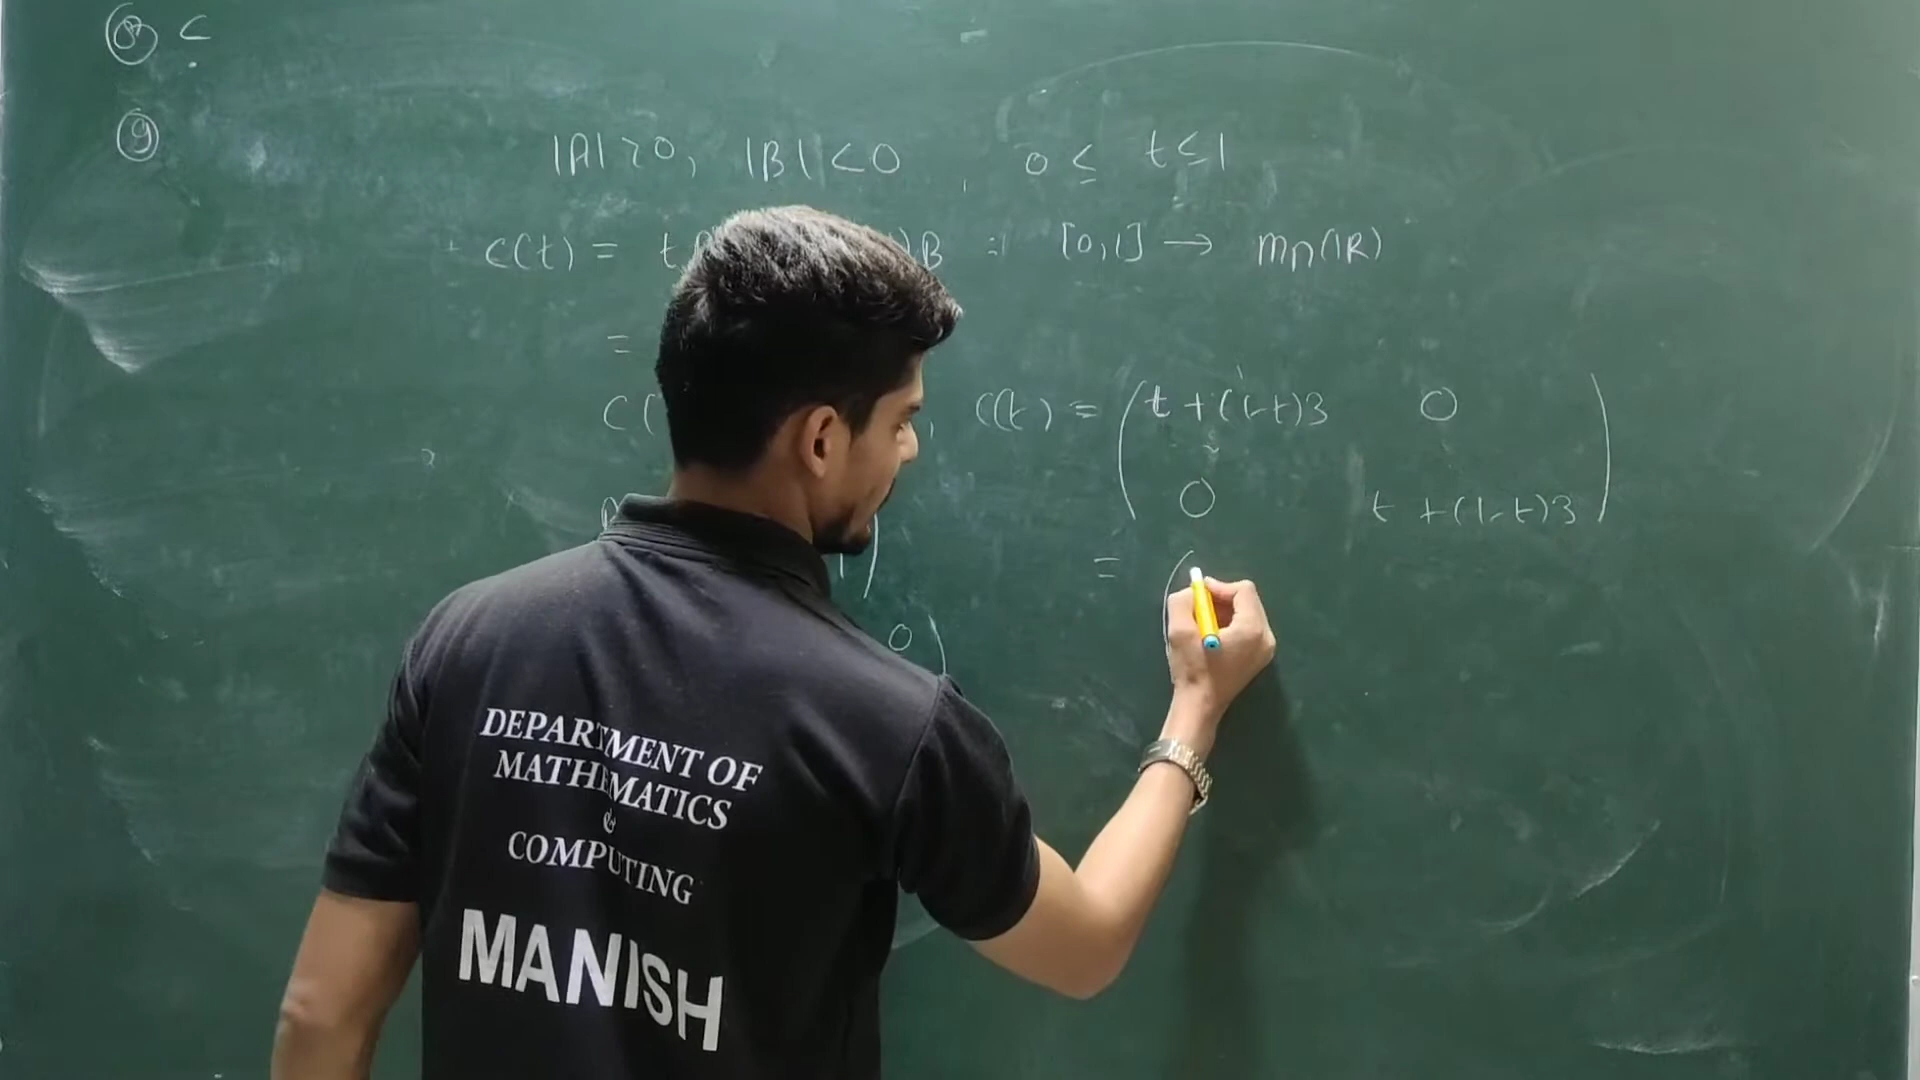 ⑧ C
⑨
|A| > 0, |B| < 0, 0 ≤ t ≤ 1
C(t) = t )B : [0,1] → Mn(IR)
=
C( , C(t) = ( t + (1-t)3 0
0 t + (1-t)3 )
= (
0 )
DEPARTMENT OF
MATHEMATICS
&
COMPUTING
MANISH